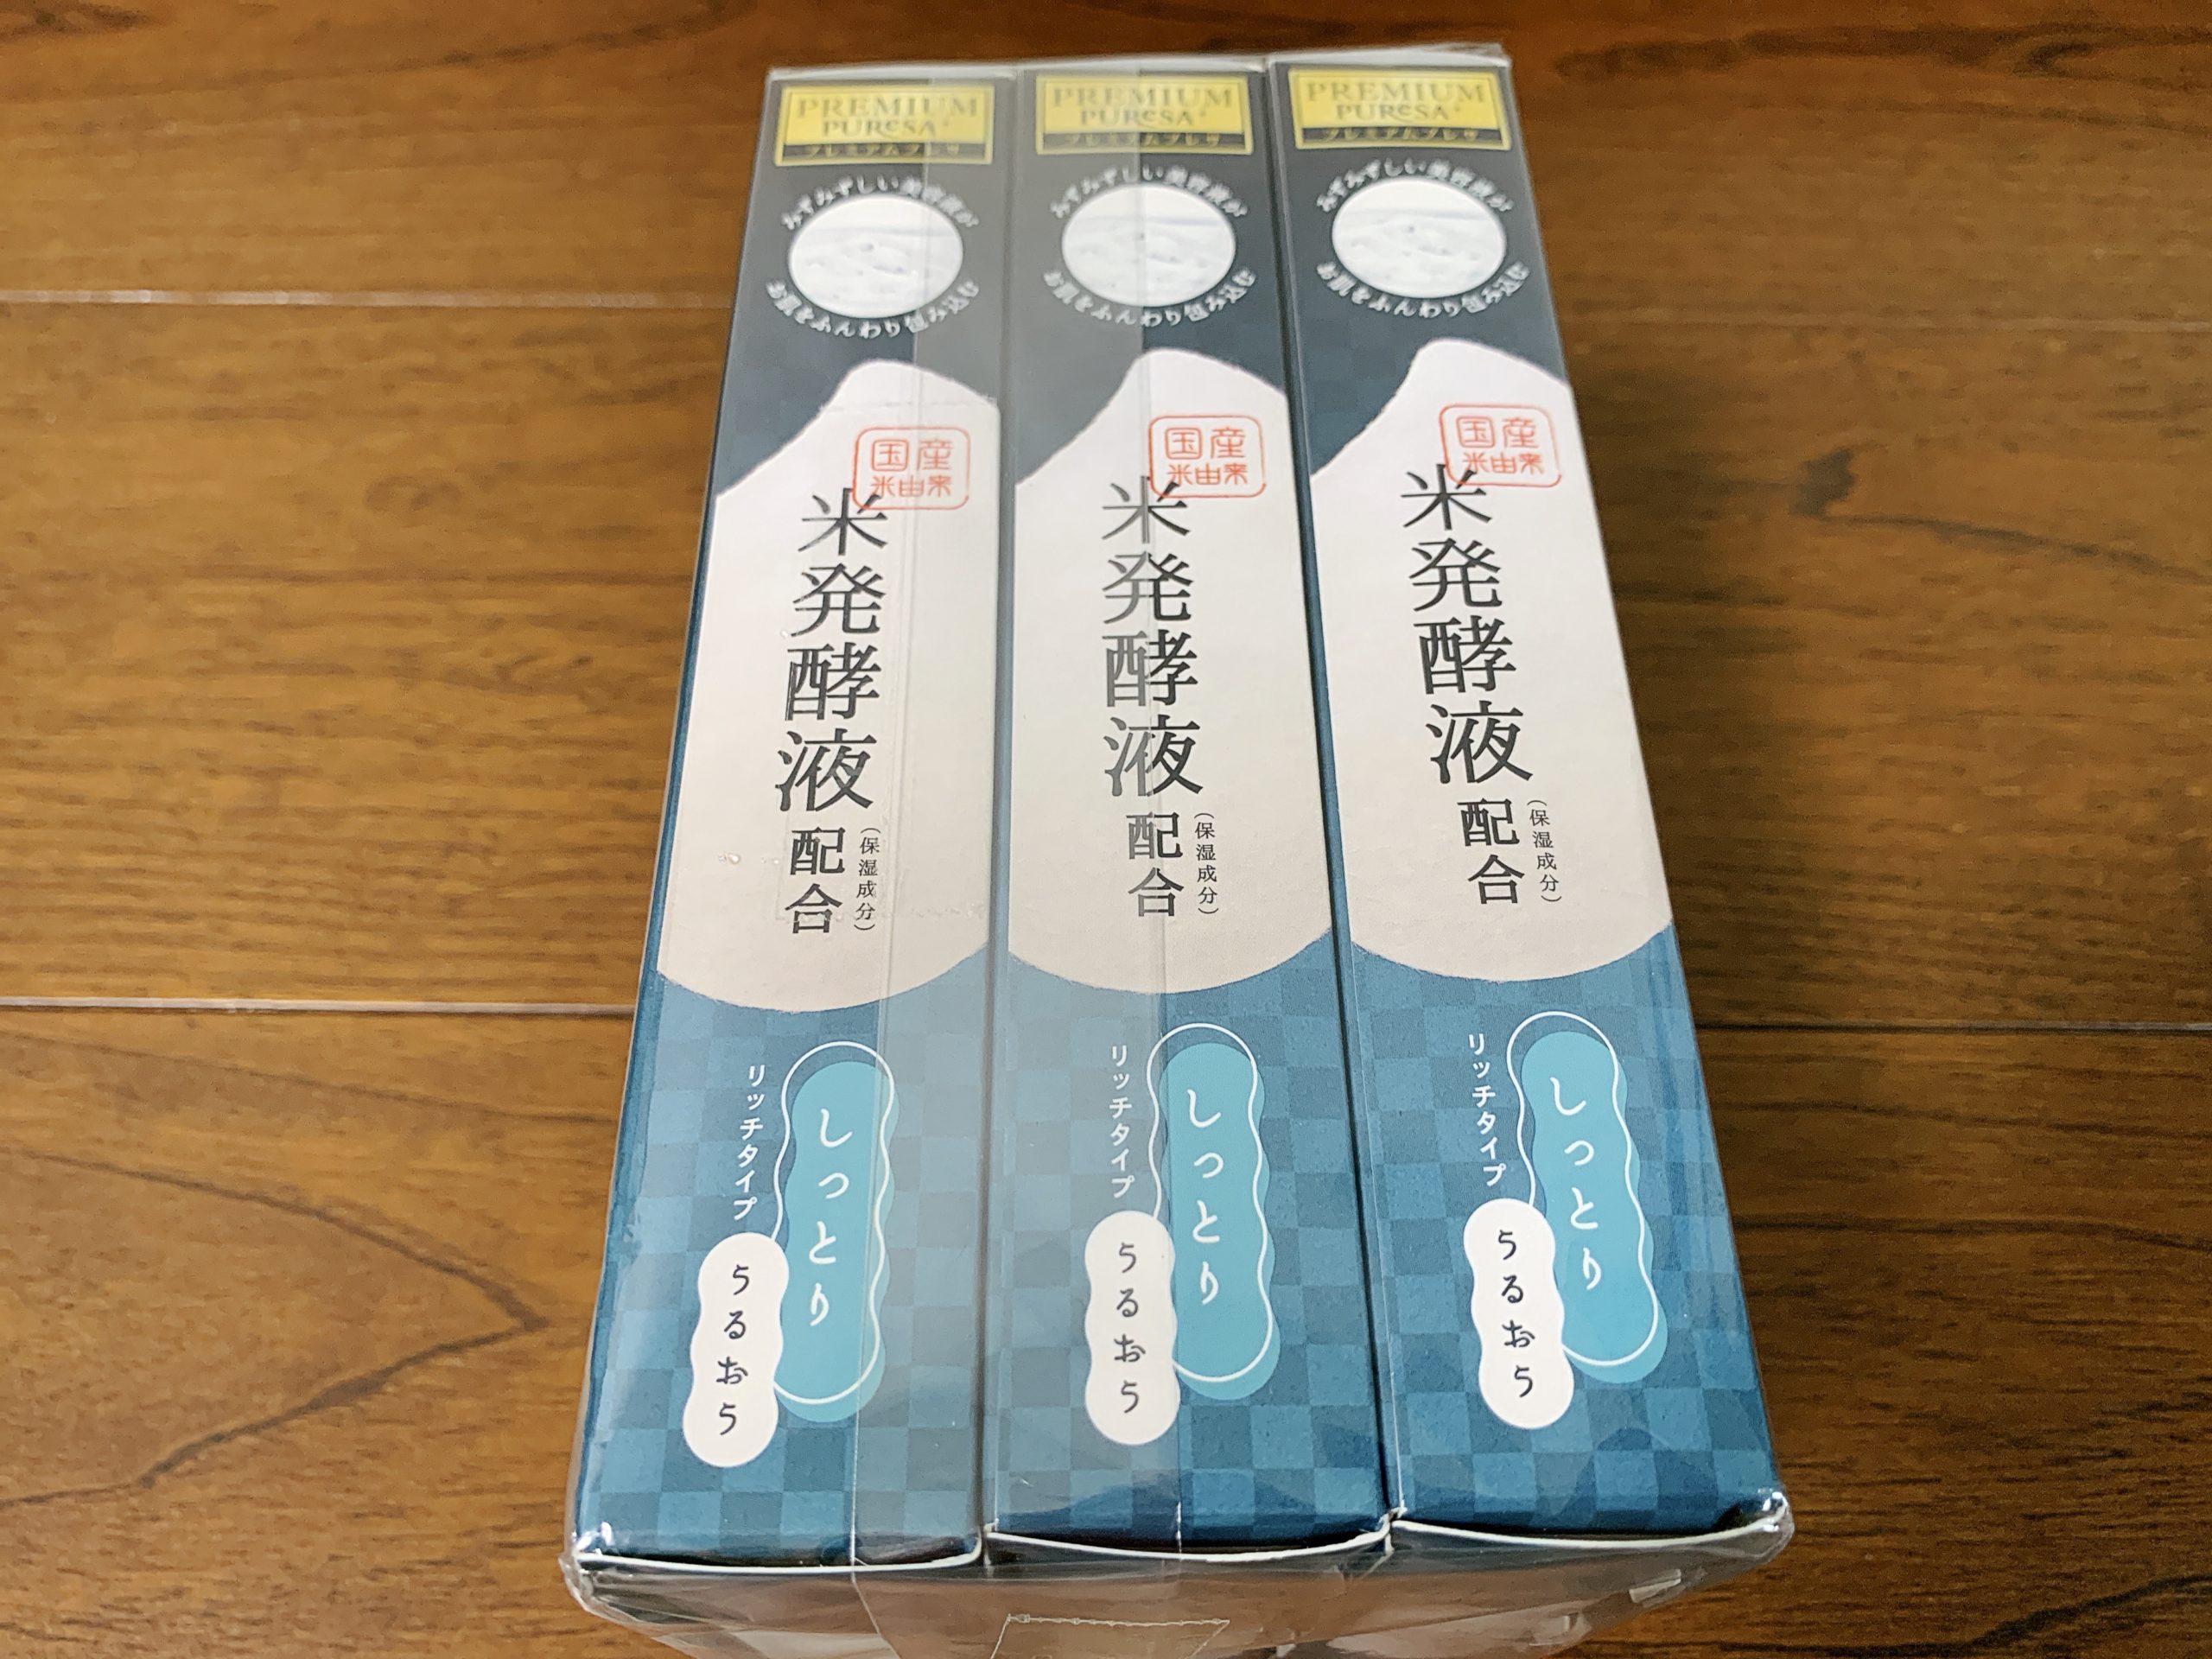 PREMIUM
PUReSA
プレミアムプレサ
みずみずしい美容液が
お肌をふんわり包み込む
国産
米由来
米発酵液配合
(保湿成分)
リッチタイプ
しっとり
うるおう
PREMIUM
PUReSA
プレミアムプレサ
みずみずしい美容液が
お肌をふんわり包み込む
国産
米由来
米発酵液配合
(保湿成分)
リッチタイプ
しっとり
うるおう
PREMIUM
PUReSA
プレミアムプレサ
みずみずしい美容液が
お肌をふんわり包み込む
国産
米由来
米発酵液配合
(保湿成分)
リッチタイプ
しっとり
うるおう